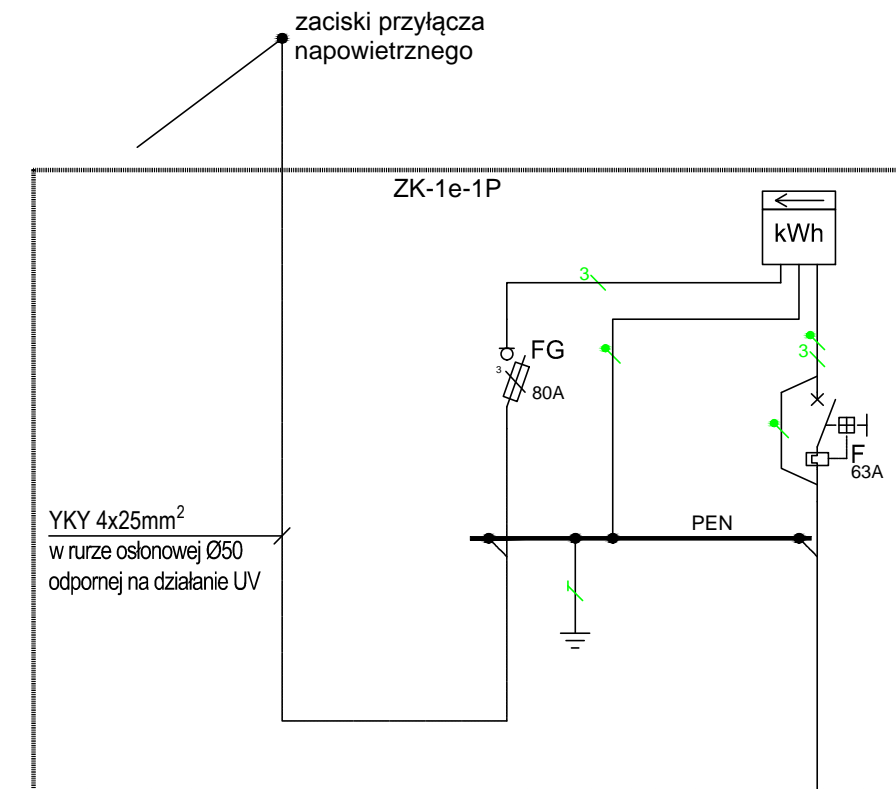 zaciski przyłącza
napowietrznego
ZK-1e-1P
kWh
3
FG
3
80A
3
F
63A
YKY 4x25mm²
w rurze osłonowej Ø50
odpornej na działanie UV
PEN